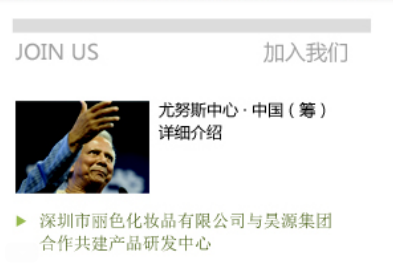 JOIN US 加入我们
尤努斯中心·中国（筹）
详细介绍
深圳市丽色化妆品有限公司与昊源集团
合作共建产品研发中心